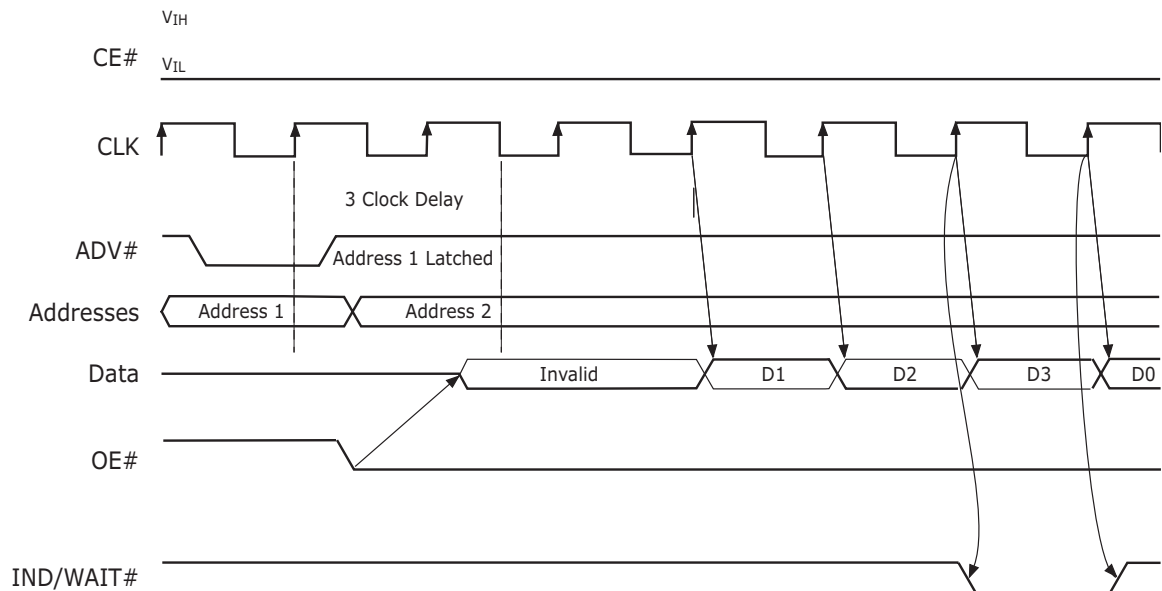 VIH
CE#
VIL
CLK
3 Clock Delay
ADV#
Address 1 Latched
Addresses
Address 1
Address 2
Data
Invalid
D1
D2
D3
D0
OE#
IND/WAIT#